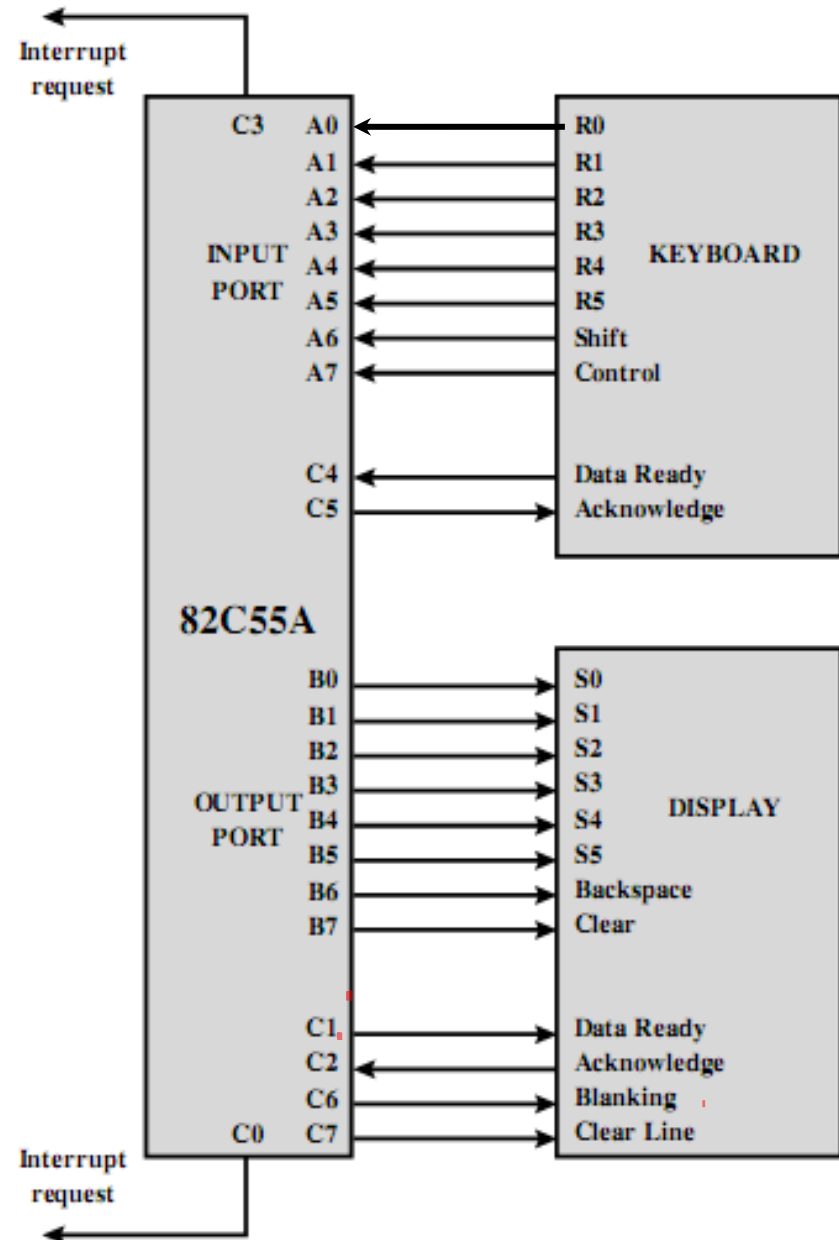 Interrupt
request
C3 A0 R0
A1 R1
A2 R2
A3 R3
INPUT KEYBOARD
A4 R4
PORT
A5 R5
A6 Shift
A7 Control
C4 Data Ready
C5 Acknowledge
82C55A
B0 S0
B1 S1
B2 S2
B3 S3
OUTPUT DISPLAY
B4 S4
PORT
B5 S5
B6 Backspace
B7 Clear
C1 Data Ready
C2 Acknowledge
C6 Blanking
C0 C7 Clear Line
Interrupt
request